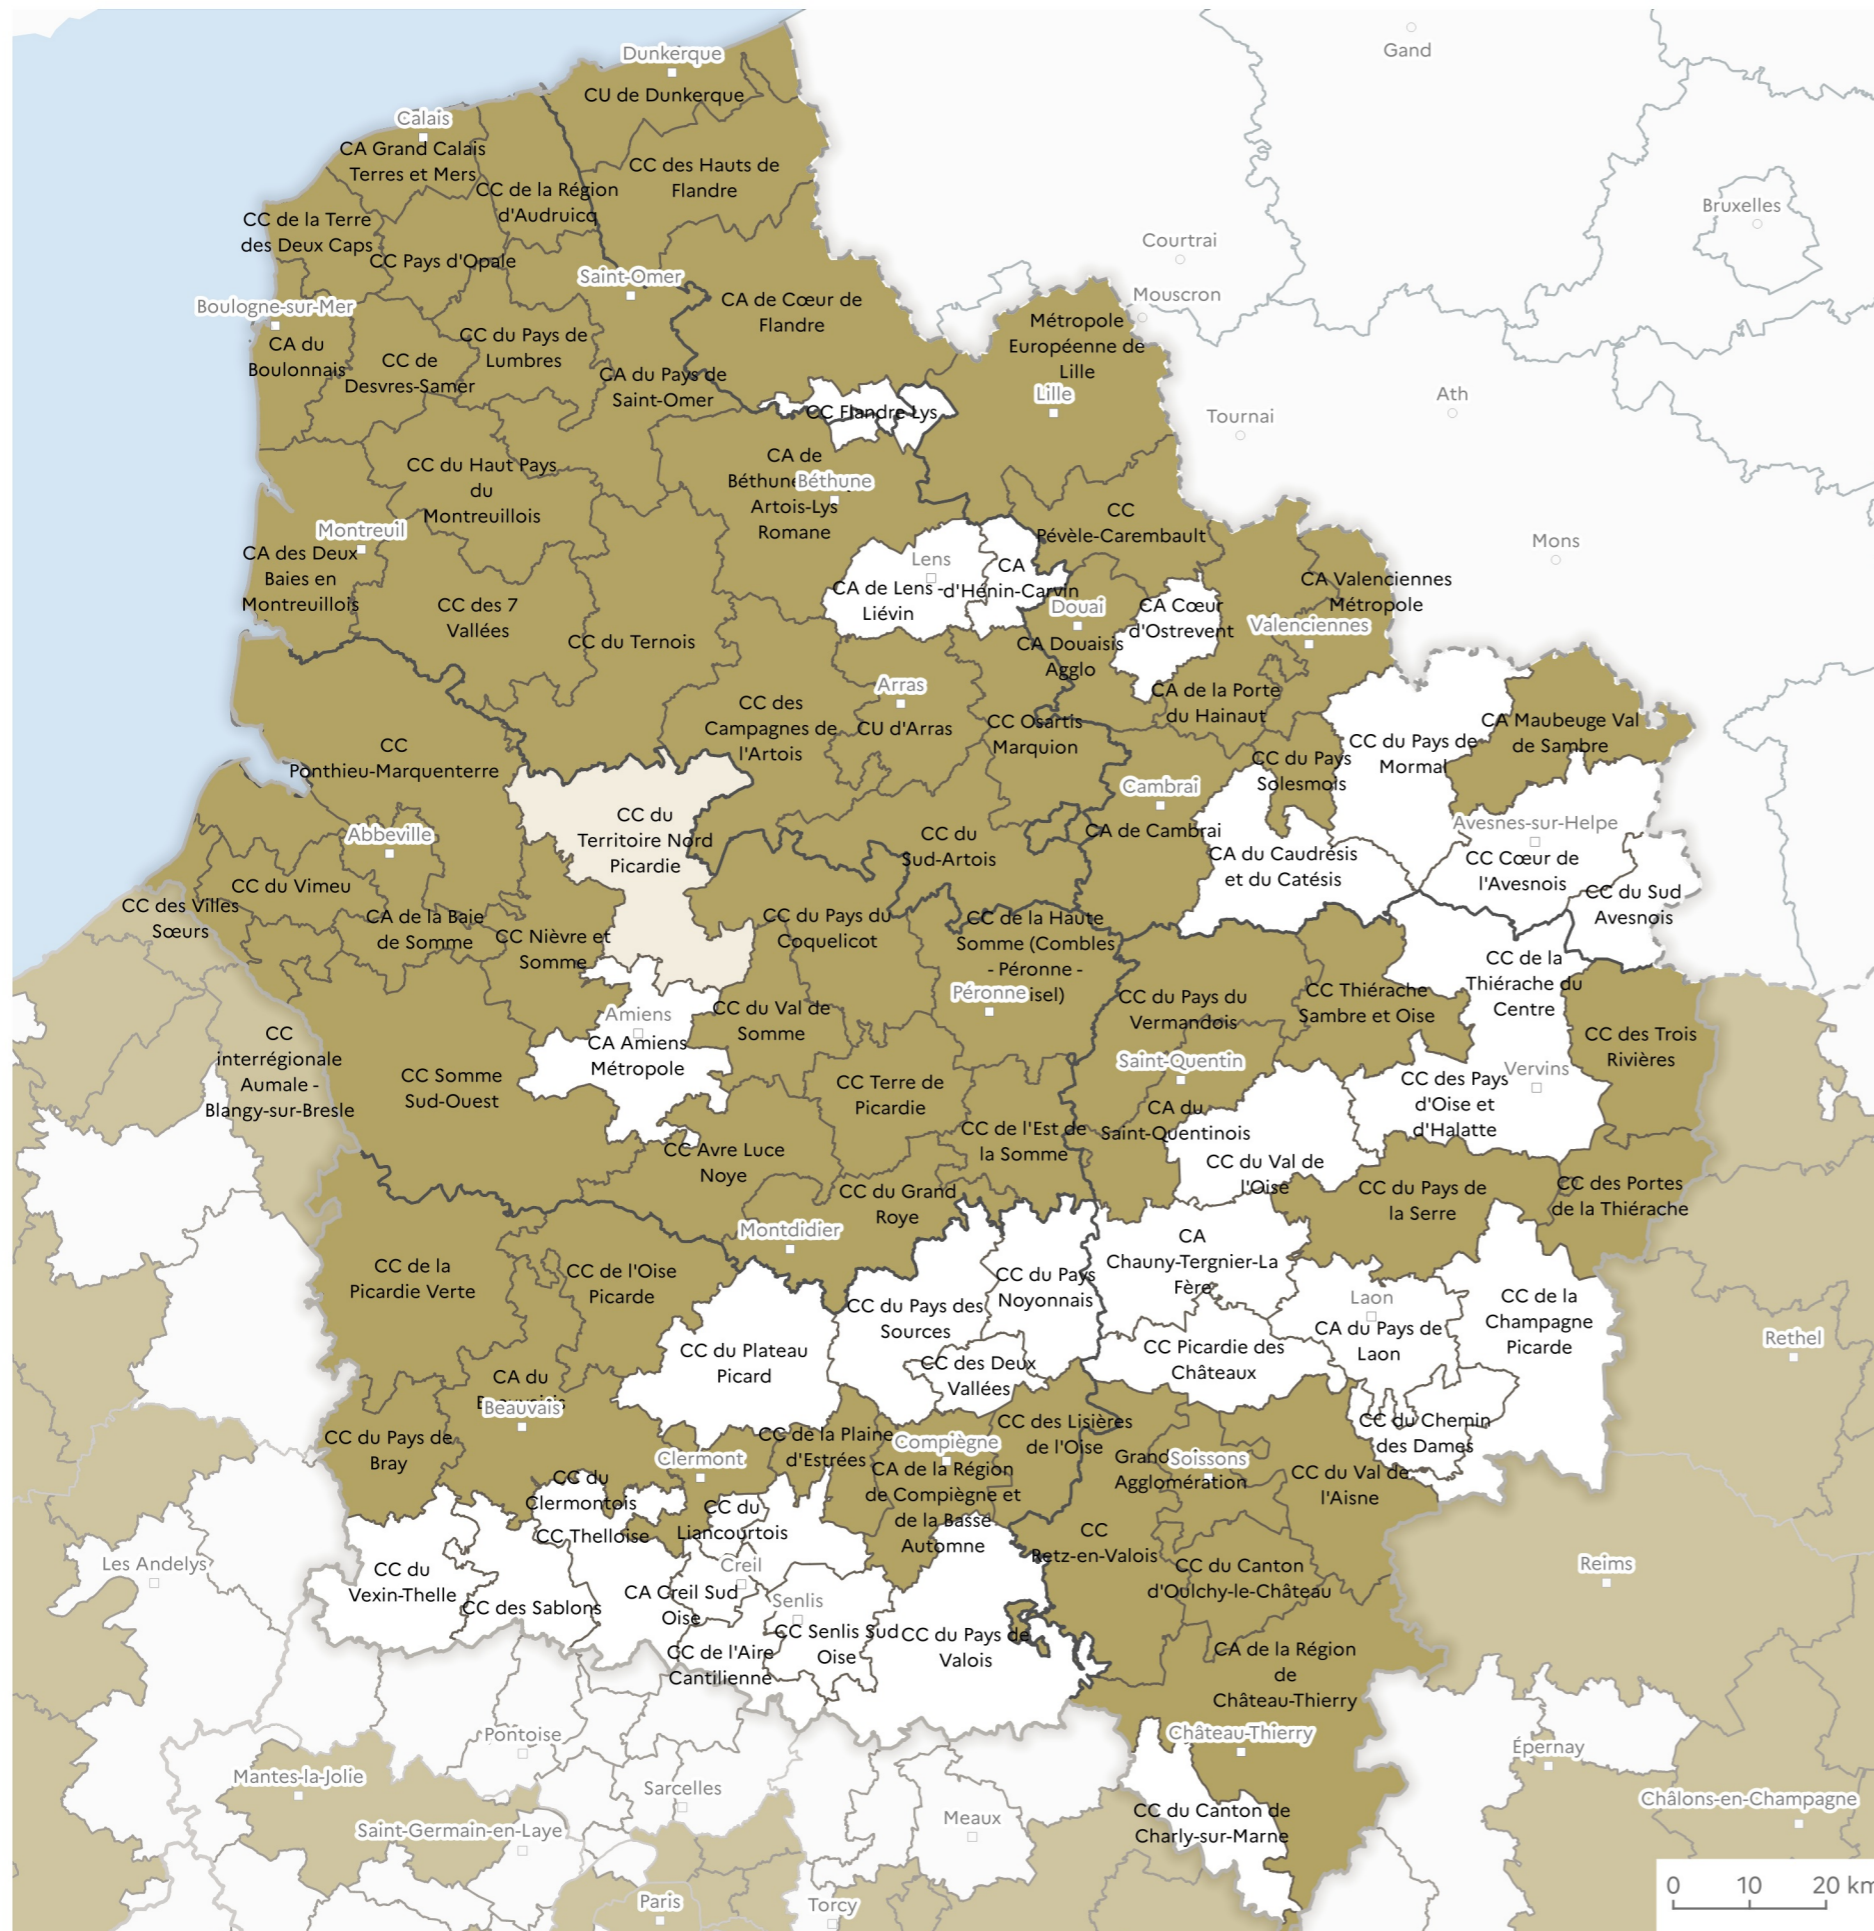 Dunkerque
Gand
CU de Dunkerque
Calais
CA Grand Calais
Terres et Mers
CC des Hauts de
Flandre
CC de la Région
d'Audruicq
Bruxelles
CC de la Terre
des Deux Caps
Courtrai
CC Pays d'Opale
Saint-Omer
Mouscron
CA de Cœur de
Flandre
Boulogne-sur-Mer
Métropole
Européenne de
Lille
CA du
Boulonnais
CC du Pays de
Lumbres
CC de
Desvres-Samer
CA du Pays de
Saint-Omer
Lille
Ath
CC Flandre Lys
Tournai
CA de
Béthune
Béthune
Artois-Lys
Romane
CC du Haut Pays
du
Montreuillois
CC
Pévèle-Carembault
Montreuil
Mons
CA des Deux
Baies en
Montreuillois
Lens
CA de Lens -
Liévin
CA
d'Hénin-Carvin
CA Valenciennes
Métropole
CC des 7
Vallées
Douai
CA Cœur
d'Ostrevent
Valenciennes
CC du Ternois
CA Douaisis
Agglo
Arras
CA de la Porte
du Hainaut
CC des
Campagnes de
l'Artois
CU d'Arras
CC Osartis
Marquion
CA Maubeuge Val
de Sambre
CC du Pays de
Mormal
CC
Ponthieu-Marquenterre
CC du Pays
Solesmois
Cambrai
CC du
Territoire Nord
Picardie
Abbeville
CC du
Sud-Artois
CA de Cambrai
Avesnes-sur-Helpe
CA du Caudrésis
et du Catésis
CC Cœur de
l'Avesnois
CC du Vimeu
CC des Villes
Sœurs
CC du Sud
Avesnois
CA de la Baie
de Somme
CC Nièvre et
Somme
CC du Pays du
Coquelicot
CC de la Haute
Somme (Combles
- Péronne -
isel)
Péronne
CC de la
Thiérache du
Centre
CC du Pays du
Vermandois
CC Thiérache
Sambre et Oise
Amiens
CC du Val de
Somme
CC
interrégionale
Aumale -
Blangy-sur-Bresle
CA Amiens
Métropole
CC des Trois
Rivières
Saint-Quentin
Vervins
CC Somme
Sud-Ouest
CC Terre de
Picardie
CC des Pays
d'Oise et
d'Halatte
CA du
Saint-Quentinois
CC de l'Est de
la Somme
CC Avre Luce
Noye
CC du Val de
l'Oise
CC du Grand
Roye
CC du Pays de
la Serre
CC des Portes
de la Thiérache
Montdidier
CA
Chauny-Tergnier-La
Fère
CC de la
Picardie Verte
CC de l'Oise
Picarde
CC du Pays
Noyonnais
CC du Pays des
Sources
Laon
CA du Pays de
Laon
CC de la
Champagne
Picarde
Rethel
CC du Plateau
Picard
CC des Deux
Vallées
CC Picardie des
Châteaux
CA du
Beauvais
CC du Pays de
Bray
CC de la Plaine
d'Estrées
CC des Lisières
de l'Oise
CC du Chemin
des Dames
Compiègne
Clermont
Grand
Soissons
Agglomération
CA de la Région
de Compiègne et
de la Basse
Automne
CC du
Clermontois
CC du Val de
l'Aisne
CC du
Liancourtois
CC Thelloise
CC
Retz-en-Valois
Les Andelys
Creil
CC du
Vexin-Thelle
CC du Canton
d'Oulchy-le-Château
Reims
CC des Sablons
CA Creil Sud
Oise
Senlis
CC Senlis Sud
Oise
CC du Pays de
Valois
CC de l'Aire
Cantilienne
CA de la Région
de
Château-Thierry
Pontoise
Château-Thierry
Épernay
Mantes-la-Jolie
Sarcelles
Châlons-en-Champagne
Saint-Germain-en-Laye
Meaux
CC du Canton de
Charly-sur-Marne
Paris
Torcy
0 10 20 km